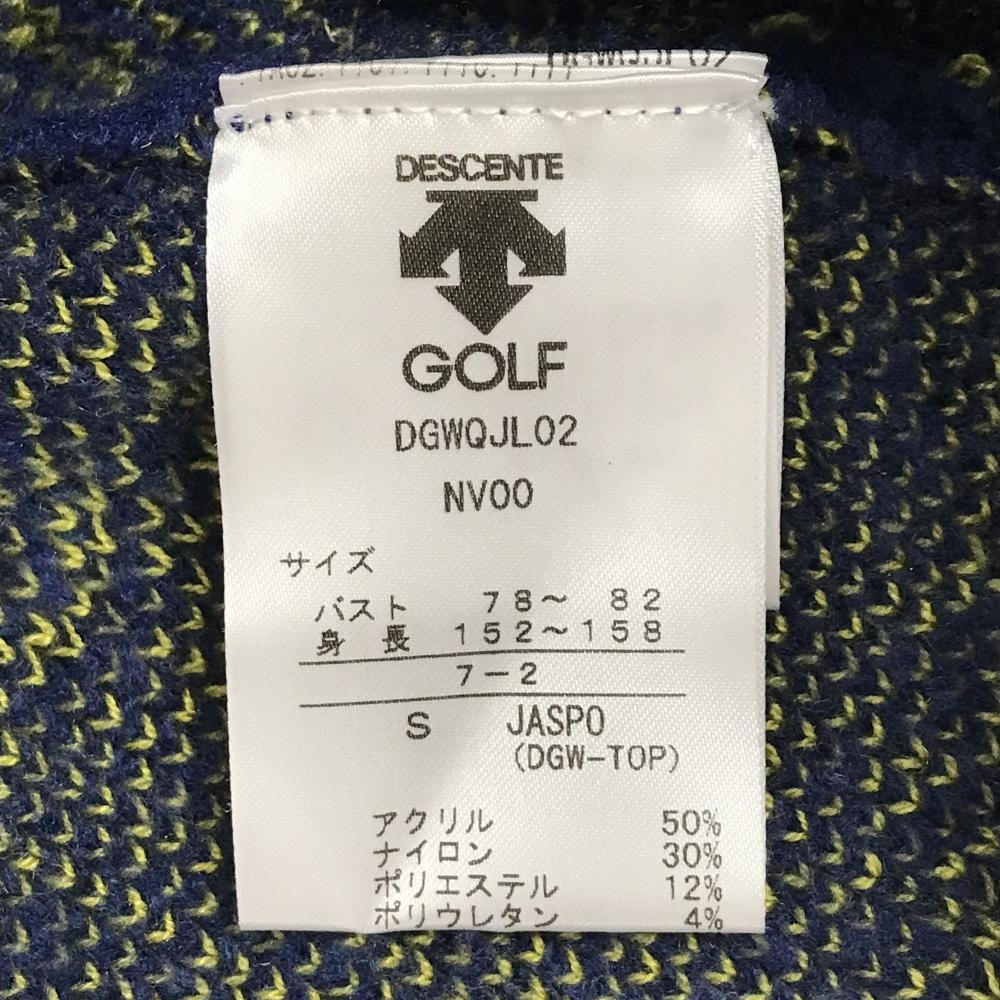 DESCENTE
GOLF
DGWQJL02
NV00
サイズ
バスト 78～ 82
身長 152～158
7-2
S JASPO
(DGW-TOP)
アクリル 50%
ナイロン 30%
ポリエステル 12%
ポリウレタン 4%